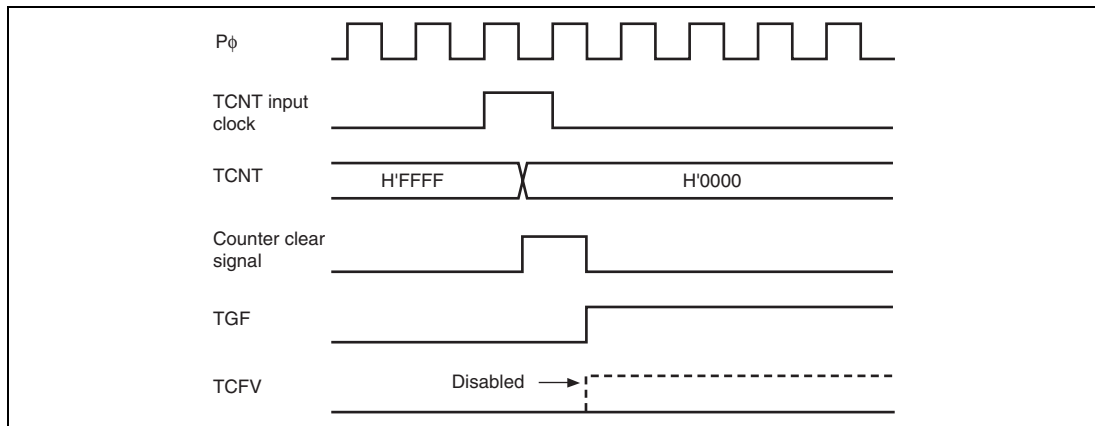 Pϕ
TCNT input
clock
TCNT
H'FFFF
H'0000
Counter clear
signal
TGF
TCFV
Disabled